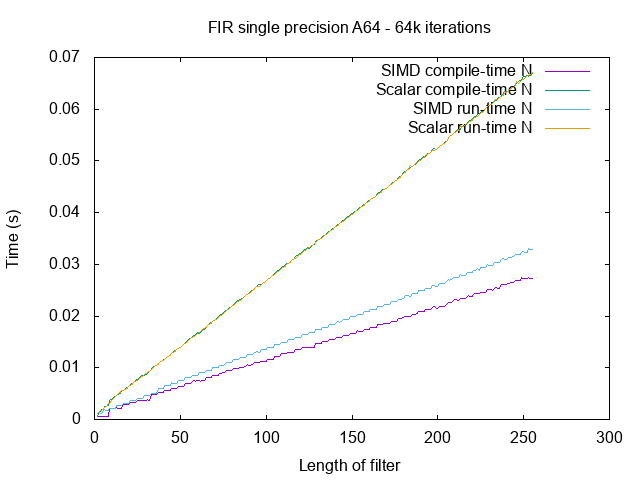 FIR single precision A64 - 64k iterations
0.07
0.06
0.05
0.04
0.03
0.02
0.01
0
Time (s)
SIMD compile-time N
Scalar compile-time N
SIMD run-time N
Scalar run-time N
0 50 100 150 200 250 300
Length of filter